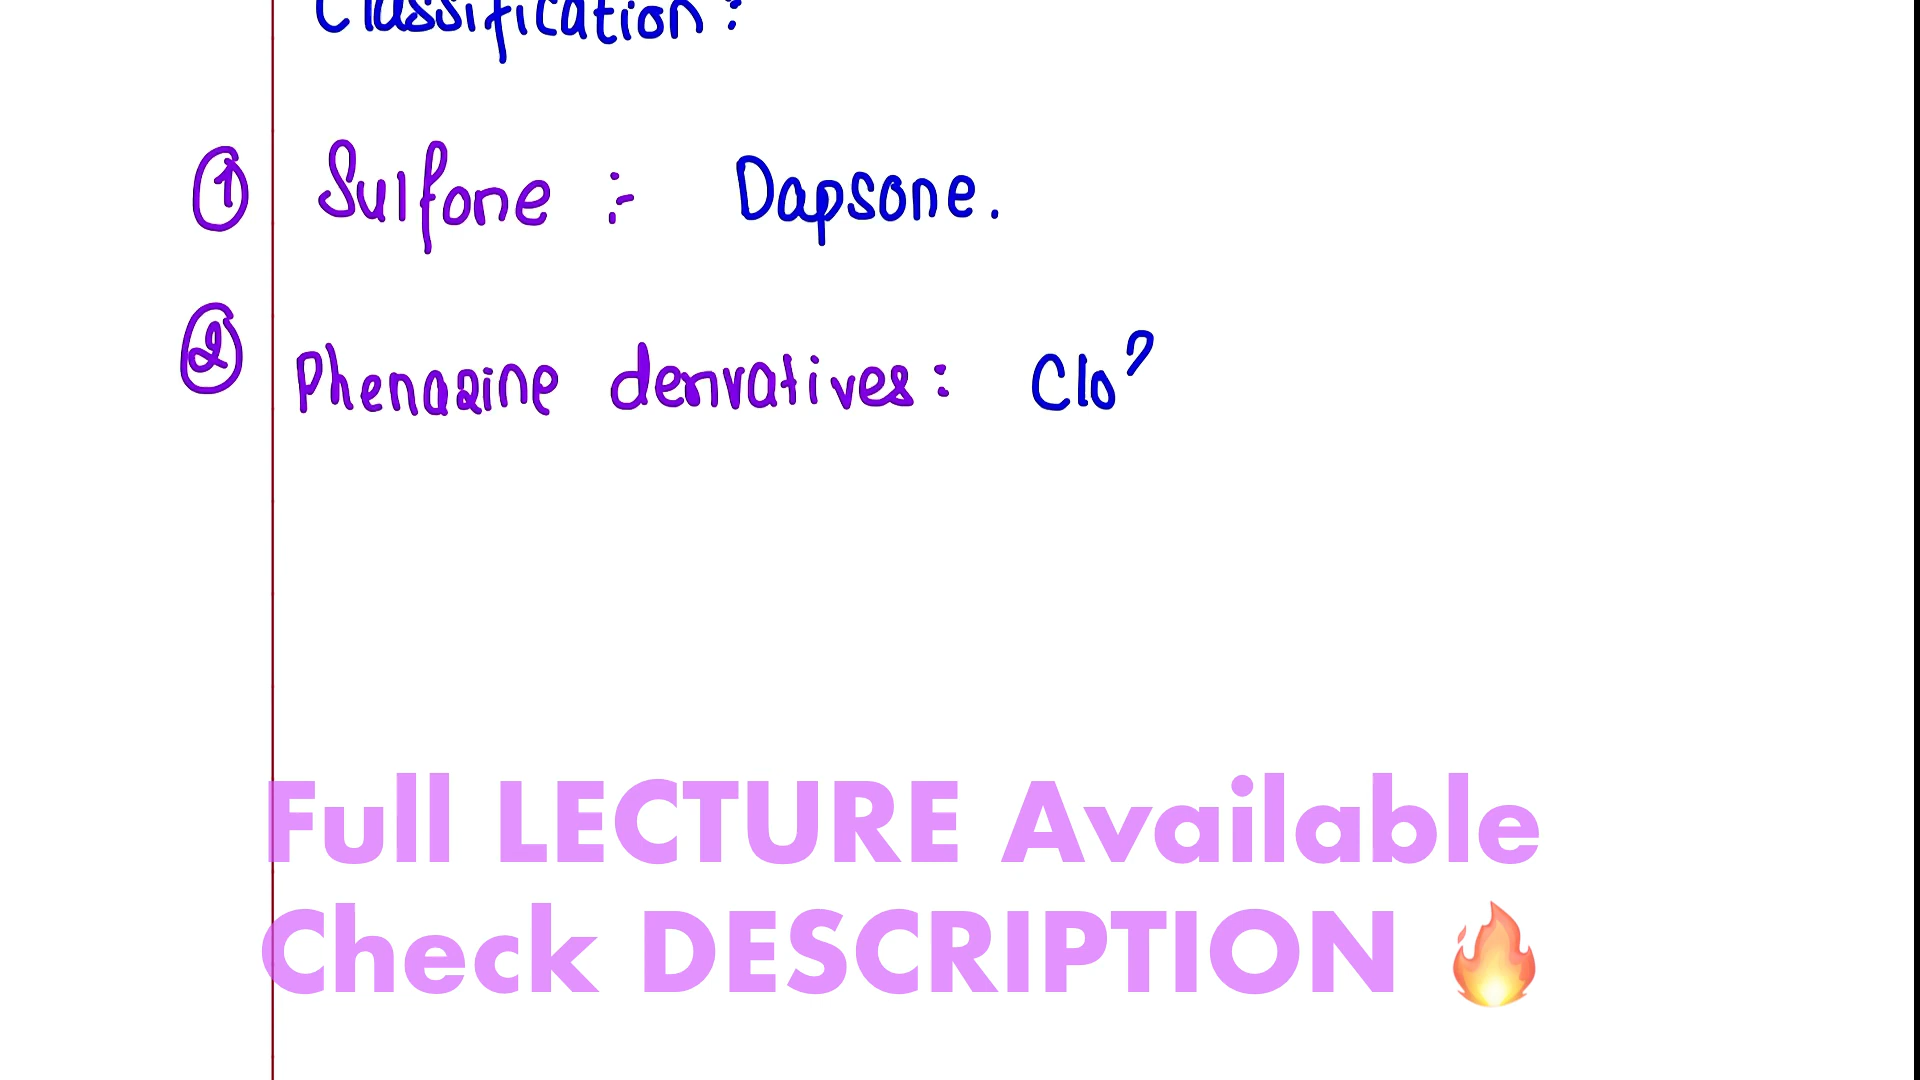 Classification :
① Sulfone :- Dapsone.
② Phenazine derivatives : Clo
Full LECTURE Available
Check DESCRIPTION 🔥